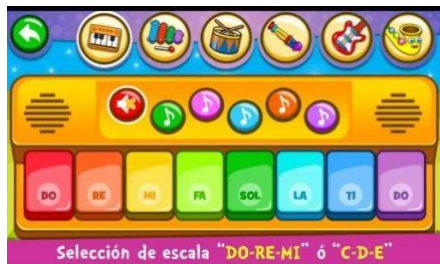 DO RE MI FA SOL LA TI DO
Selección de escala "DO-RE-MI" ó "C-D-E"